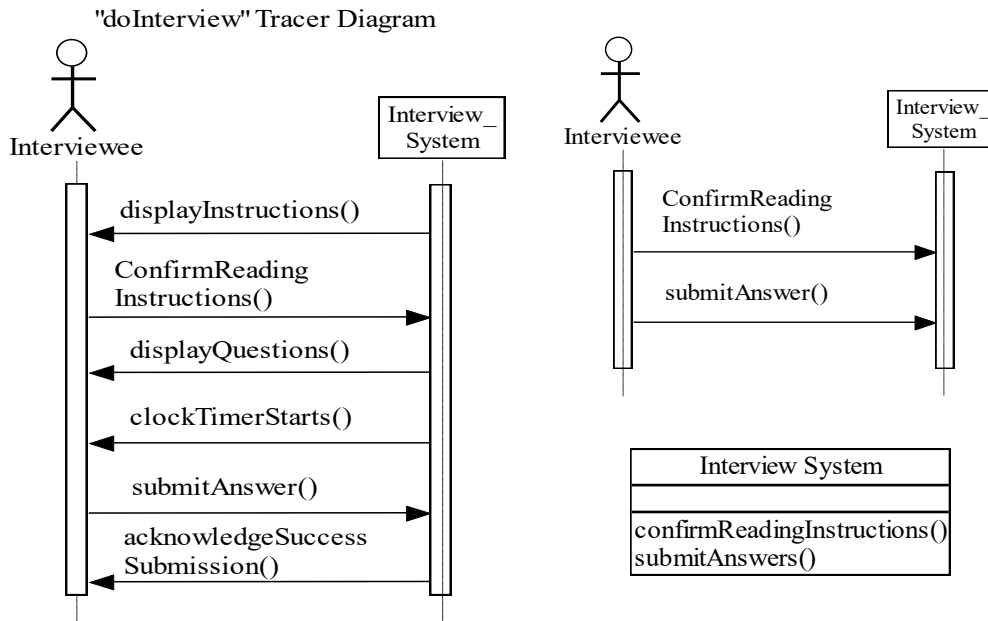 "doInterview" Tracer Diagram
Interviewee
Interview_
System
displayInstructions()
ConfirmReading
Instructions()
displayQuestions()
clockTimerStarts()
submitAnswer()
acknowledgeSuccess
Submission()
Interviewee
Interview_
System
ConfirmReading
Instructions()
submitAnswer()
Interview System
confirmReadingInstructions()
submitAnswers()